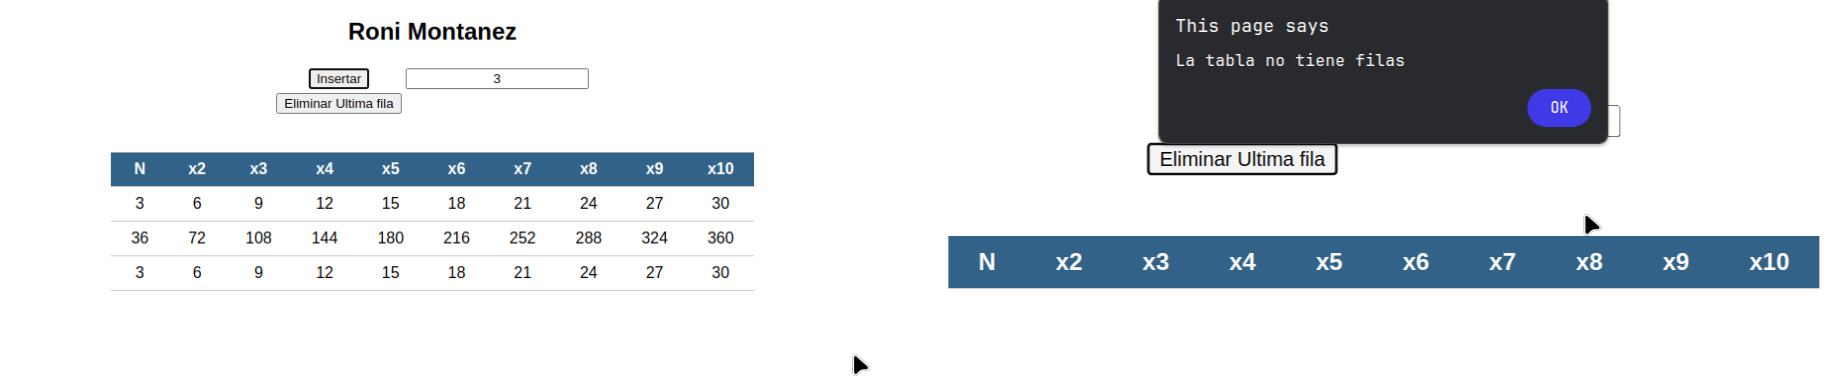 Roni Montanez
Insertar 3
Eliminar Ultima fila
N x2 x3 x4 x5 x6 x7 x8 x9 x10
3 6 9 12 15 18 21 24 27 30
36 72 108 144 180 216 252 288 324 360
3 6 9 12 15 18 21 24 27 30
This page says
La tabla no tiene filas
OK
Eliminar Ultima fila
N x2 x3 x4 x5 x6 x7 x8 x9 x10